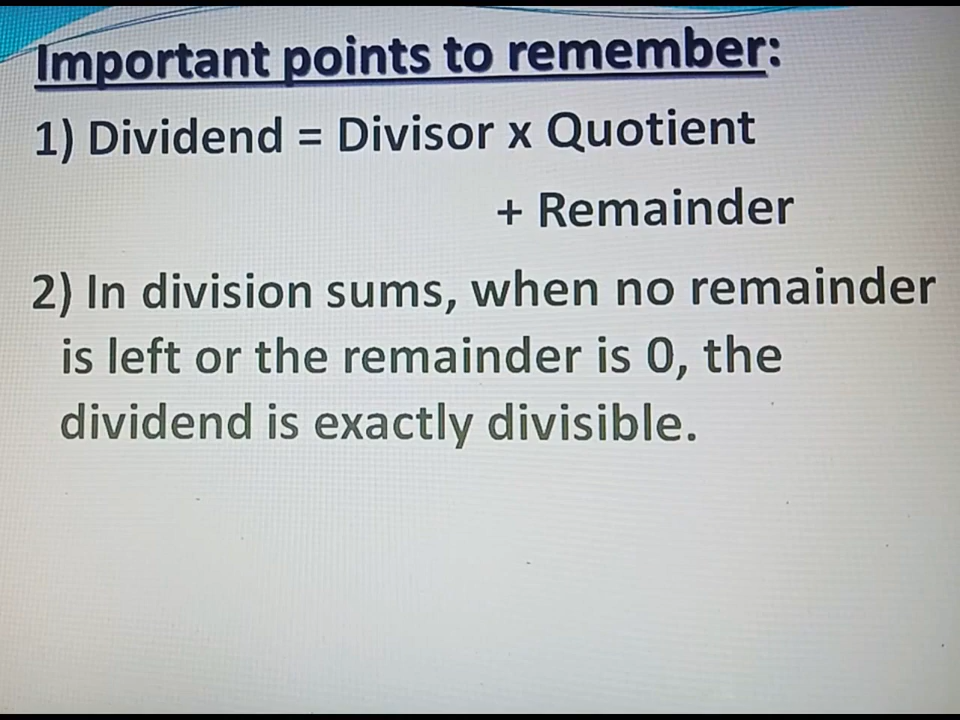 Important points to remember:
1) Dividend = Divisor x Quotient
+ Remainder
2) In division sums, when no remainder
is left or the remainder is 0, the
dividend is exactly divisible.